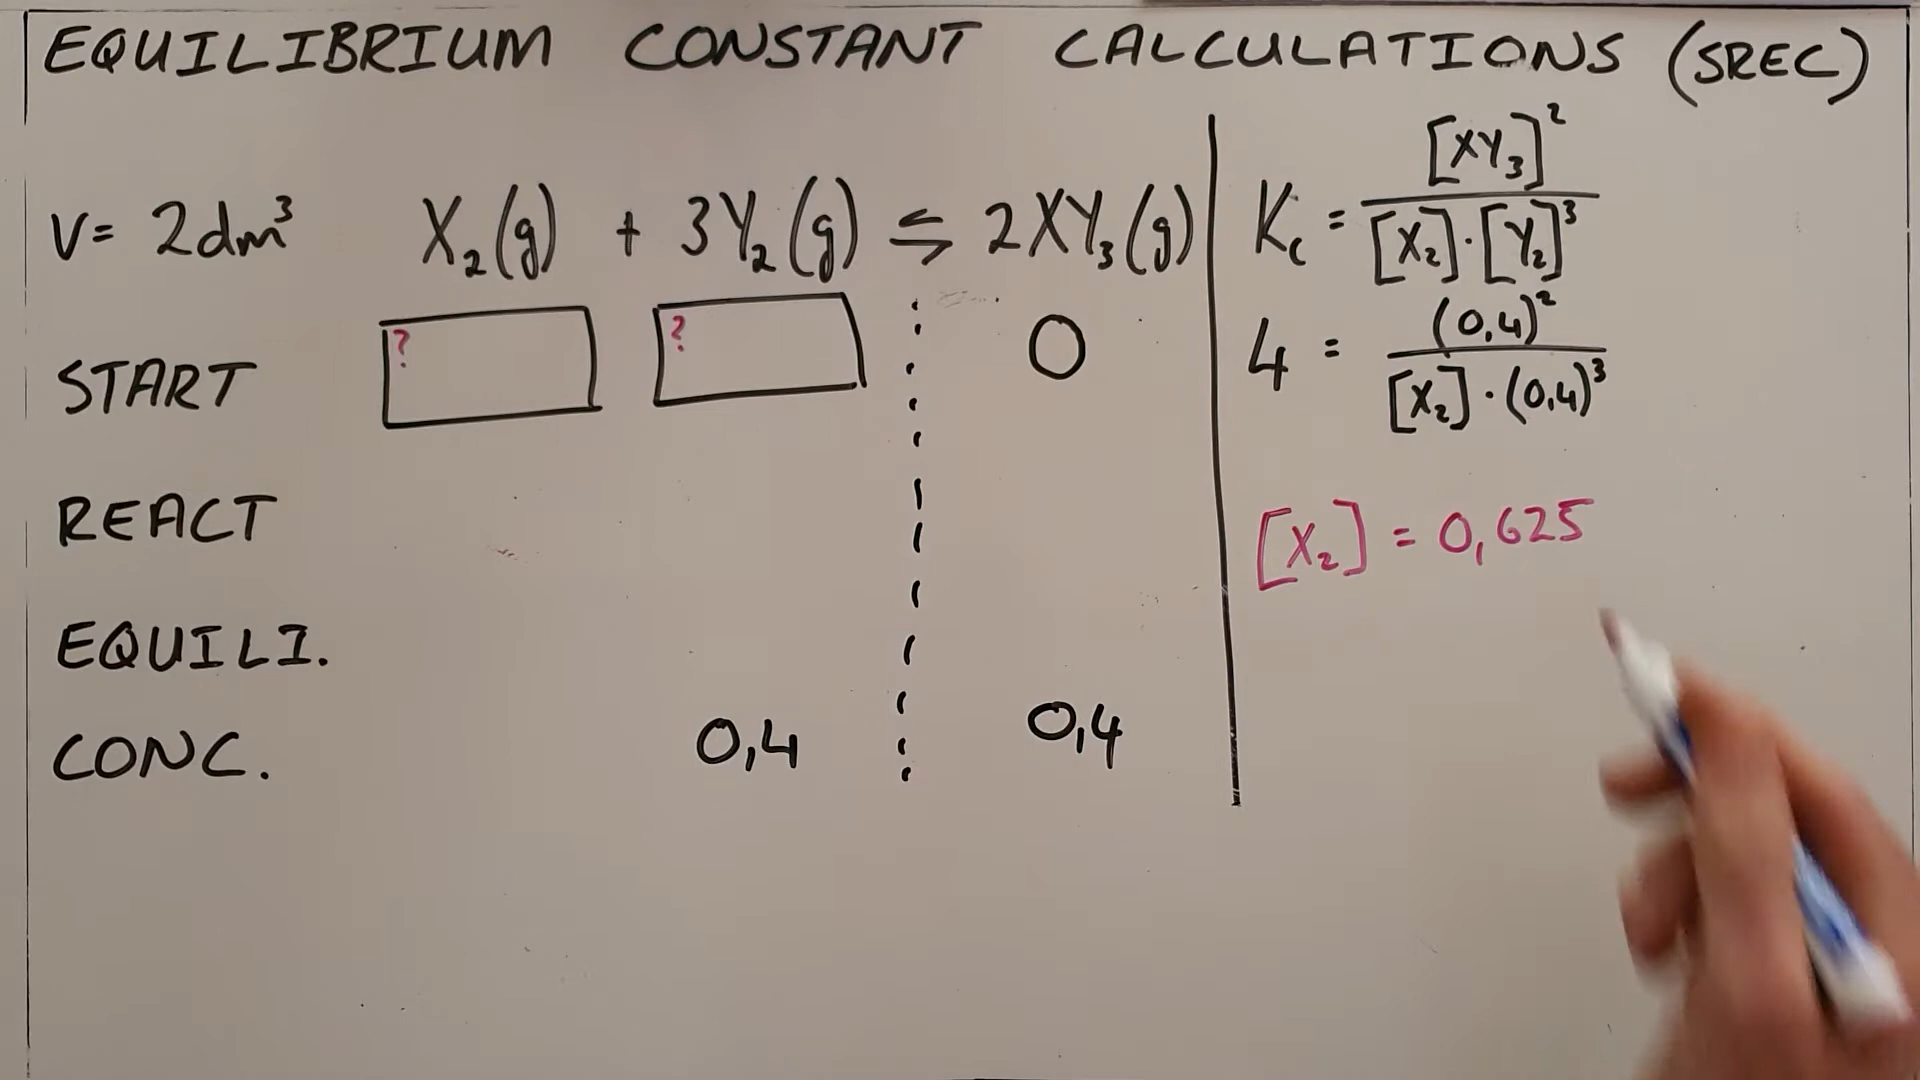 EQUILIBRIUM CONSTANT CALCULATIONS (SREC)
V= 2dm³ X₂(g) + 3Y₂(g) ⇋ 2XY₃(g)
START ? ? 0
REACT
EQUILI.
CONC. 0,4 0,4
Kc = [XY₃]² / [X₂]·[Y₂]³
4 = (0,4)² / [X₂]·(0,4)³
[X₂] = 0,625